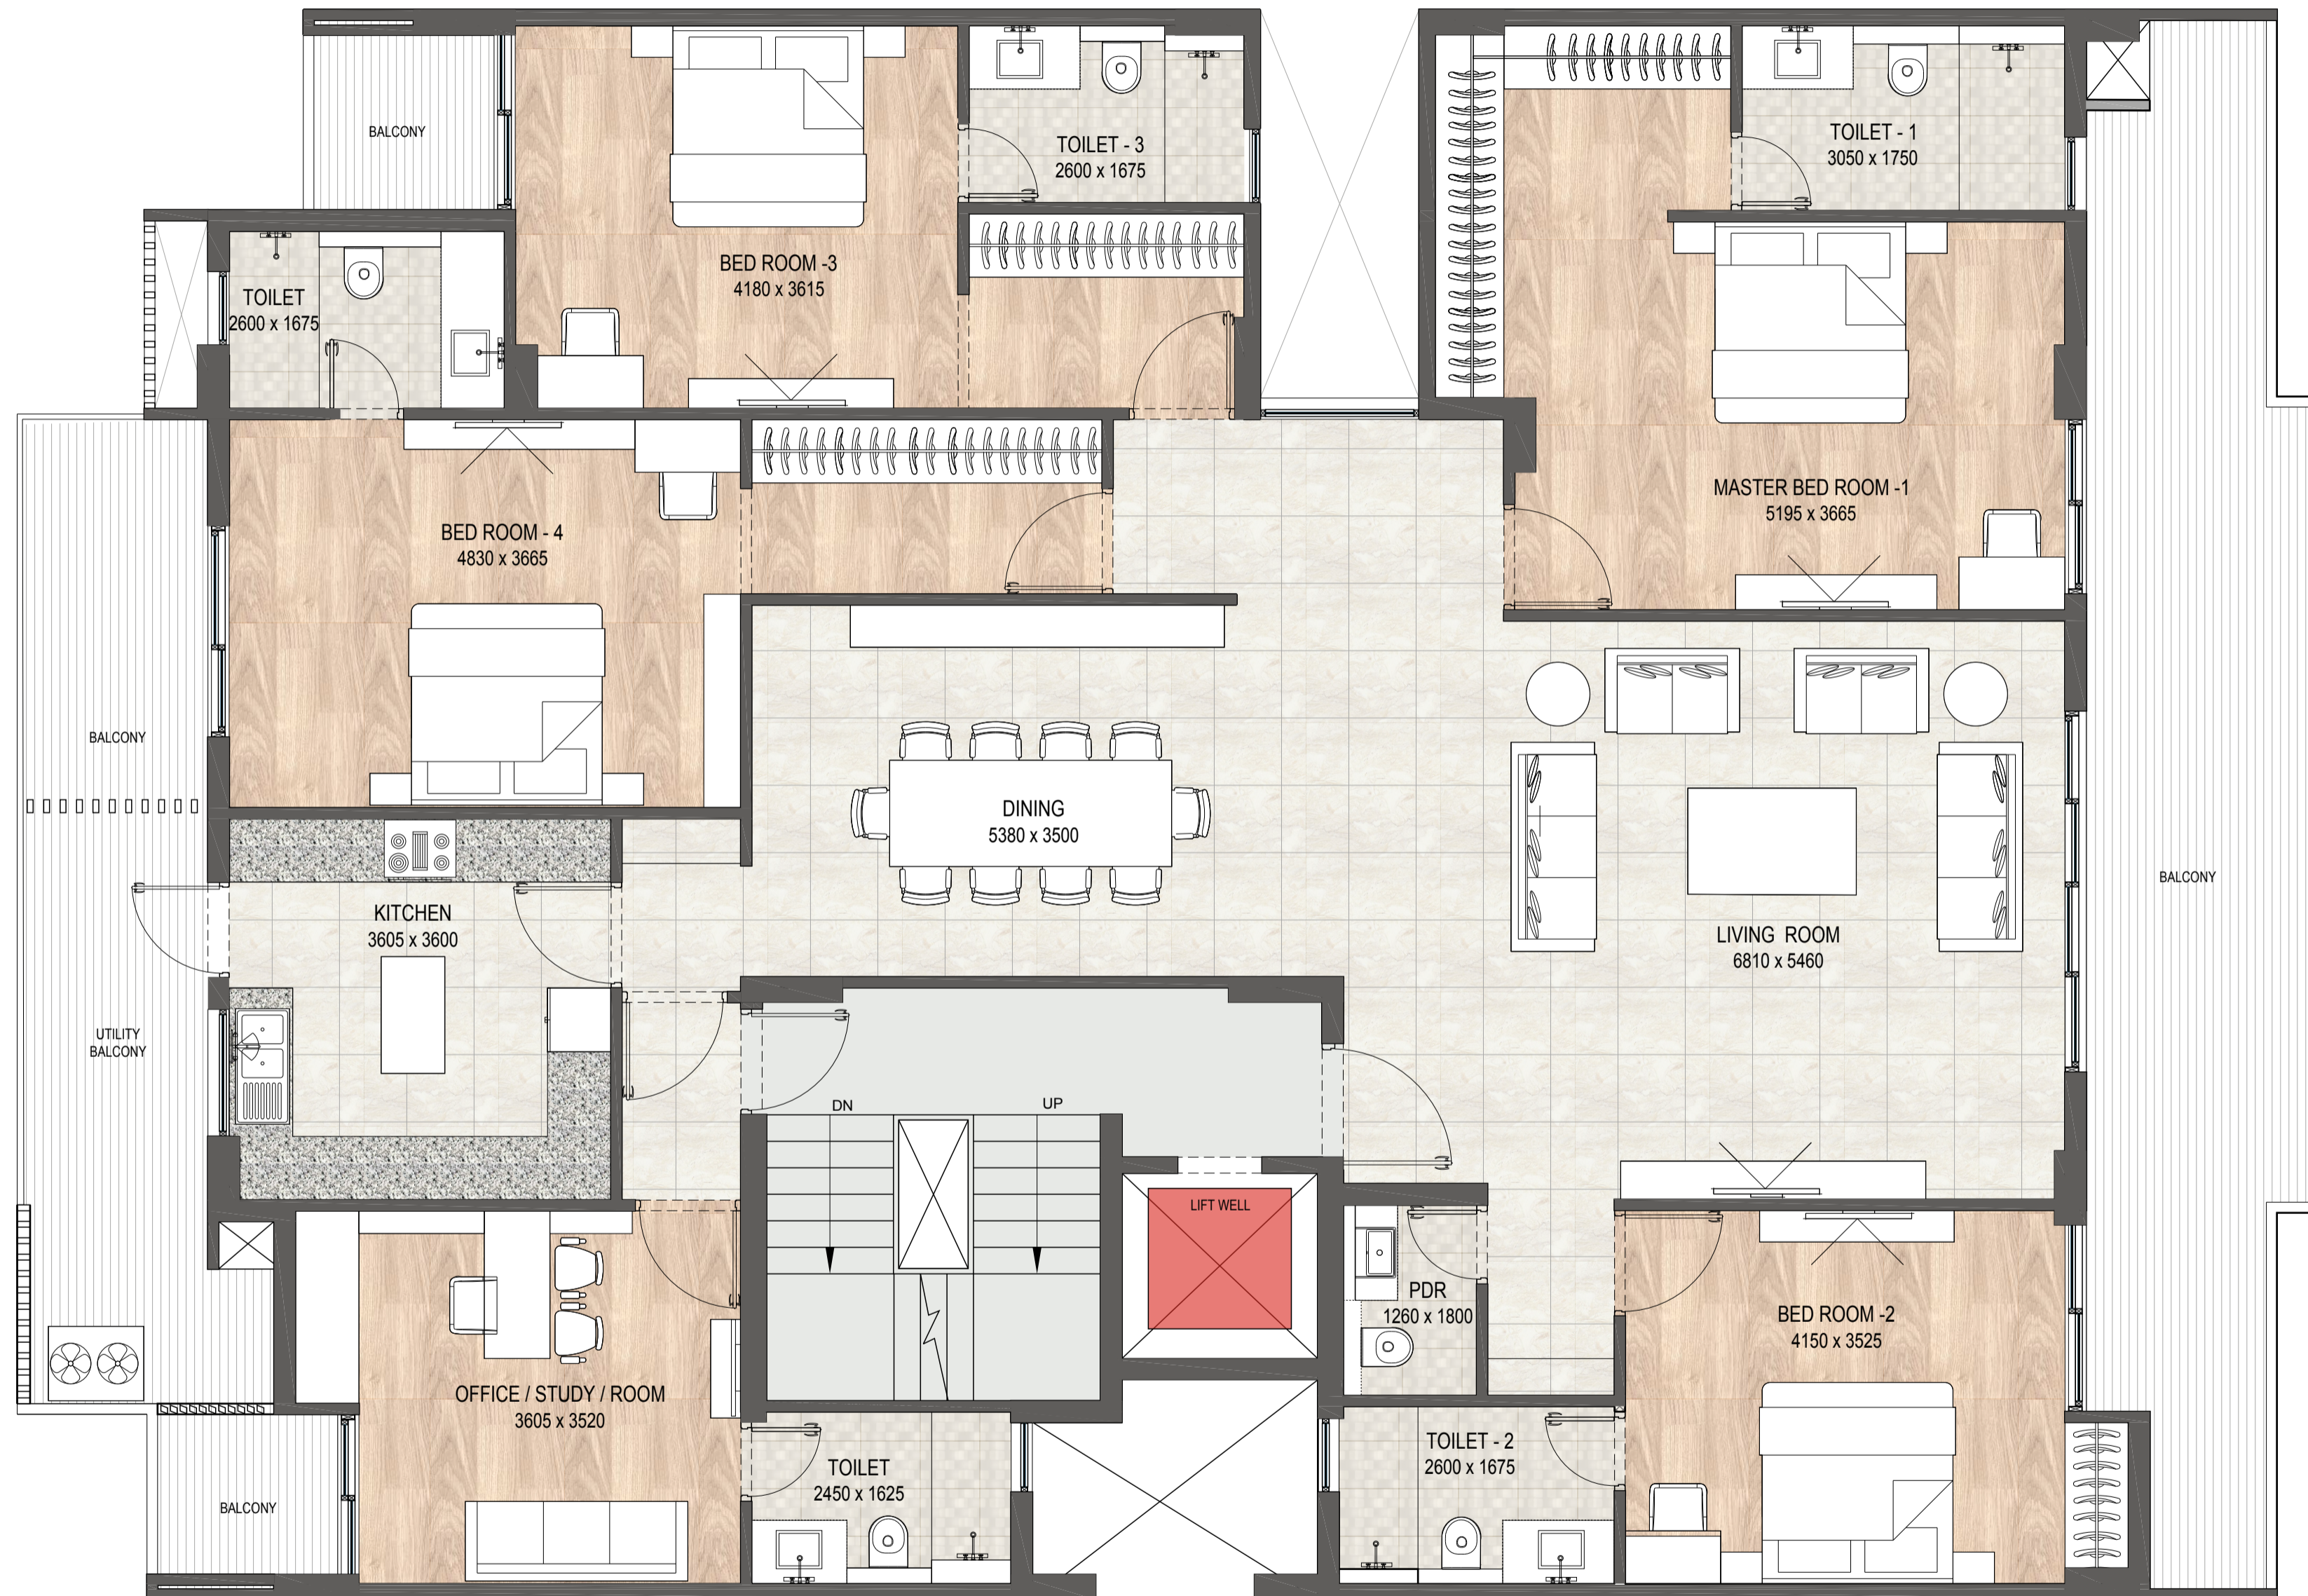 BALCONY
TOILET - 3
2600 x 1675
TOILET - 1
3050 x 1750
BED ROOM -3
4180 x 3615
TOILET
2600 x 1675
MASTER BED ROOM -1
5195 x 3665
BED ROOM - 4
4830 x 3665
BALCONY
DINING
5380 x 3500
BALCONY
KITCHEN
3605 x 3600
LIVING ROOM
6810 x 5460
UTILITY
BALCONY
DN
UP
LIFT WELL
PDR
1260 x 1800
BED ROOM -2
4150 x 3525
OFFICE / STUDY / ROOM
3605 x 3520
TOILET - 2
2600 x 1675
TOILET
2450 x 1625
BALCONY